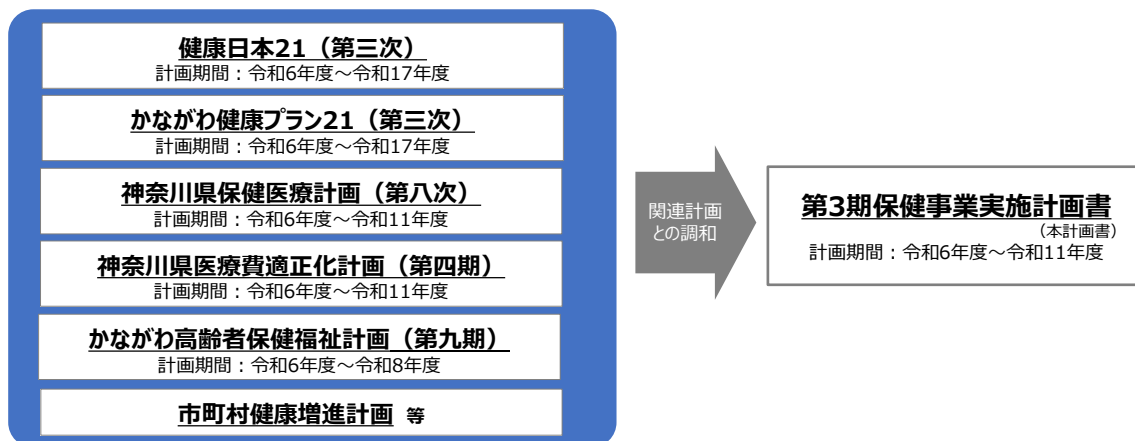 健康日本21（第三次）
計画期間：令和6年度～令和17年度
かながわ健康プラン21（第三次）
計画期間：令和6年度～令和17年度
神奈川県保健医療計画（第八次）
計画期間：令和6年度～令和11年度
神奈川県医療費適正化計画（第四期）
計画期間：令和6年度～令和11年度
かながわ高齢者保健福祉計画（第九期）
計画期間：令和6年度～令和8年度
市町村健康増進計画 等
関連計画
との調和
第3期保健事業実施計画書
（本計画書）
計画期間：令和6年度～令和11年度